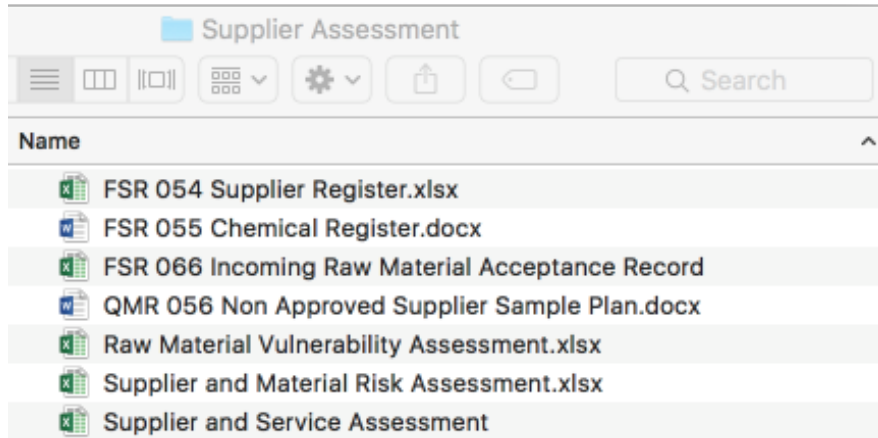 Supplier Assessment
Search
Name
FSR 054 Supplier Register.xlsx
FSR 055 Chemical Register.docx
FSR 066 Incoming Raw Material Acceptance Record
QMR 056 Non Approved Supplier Sample Plan.docx
Raw Material Vulnerability Assessment.xlsx
Supplier and Material Risk Assessment.xlsx
Supplier and Service Assessment